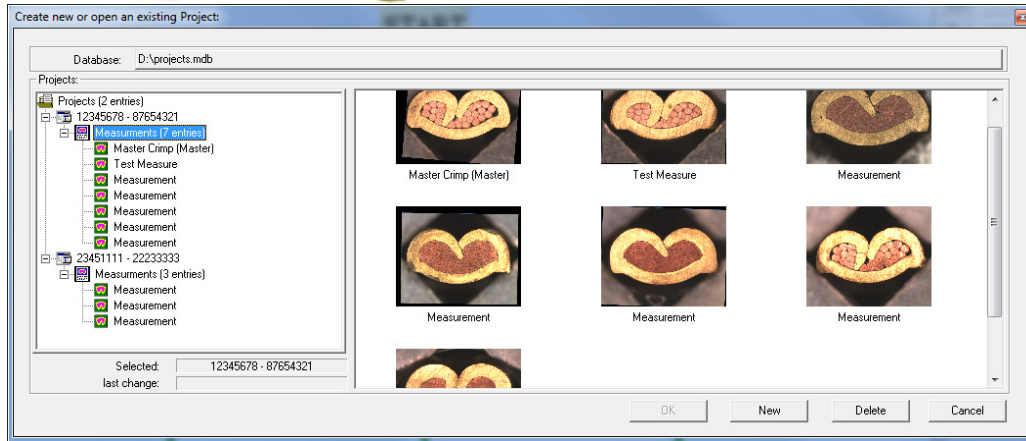 START
Create new or open an existing Project:
Database: D:\projects.mdb
Projects:
Projects (2 entries)
12345678 - 87654321
Measurments (7 entries)
Master Crimp (Master)
Test Measure
Measurement
Measurement
Measurement
Measurement
Measurement
23451111 - 22233333
Measurments (3 entries)
Measurement
Measurement
Measurement
Master Crimp (Master) Test Measure Measurement
Measurement Measurement Measurement
Selected: 12345678 - 87654321
last change:
OK New Delete Cancel